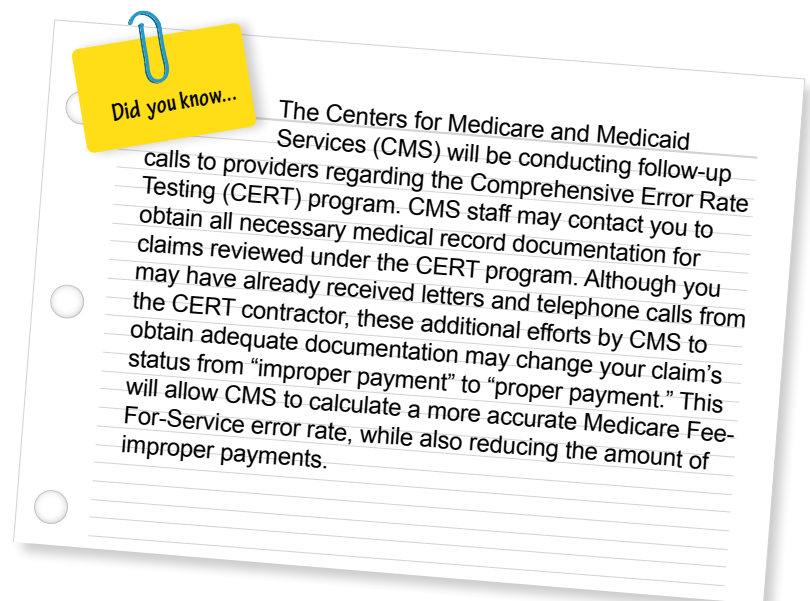 Did you know...
The Centers for Medicare and Medicaid
Services (CMS) will be conducting follow-up
calls to providers regarding the Comprehensive Error Rate
Testing (CERT) program. CMS staff may contact you to
obtain all necessary medical record documentation for
claims reviewed under the CERT program. Although you
may have already received letters and telephone calls from
the CERT contractor, these additional efforts by CMS to
obtain adequate documentation may change your claim’s
status from “improper payment” to “proper payment.” This
will allow CMS to calculate a more accurate Medicare Fee-
For-Service error rate, while also reducing the amount of
improper payments.